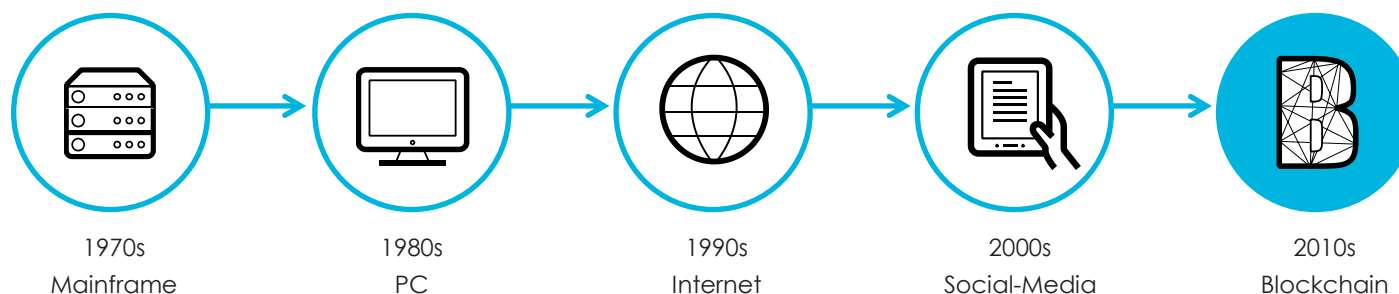 B
1970s
Mainframe
1980s
PC
1990s
Internet
2000s
Social-Media
2010s
Blockchain